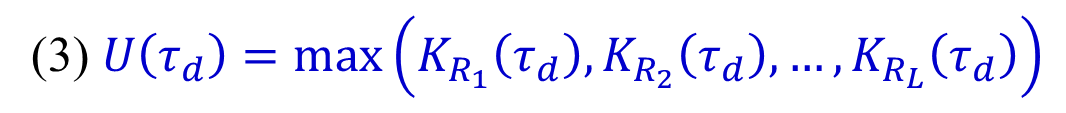 (3) U(τ_d) = max(K_{R_1}(τ_d), K_{R_2}(τ_d), … , K_{R_L}(τ_d))